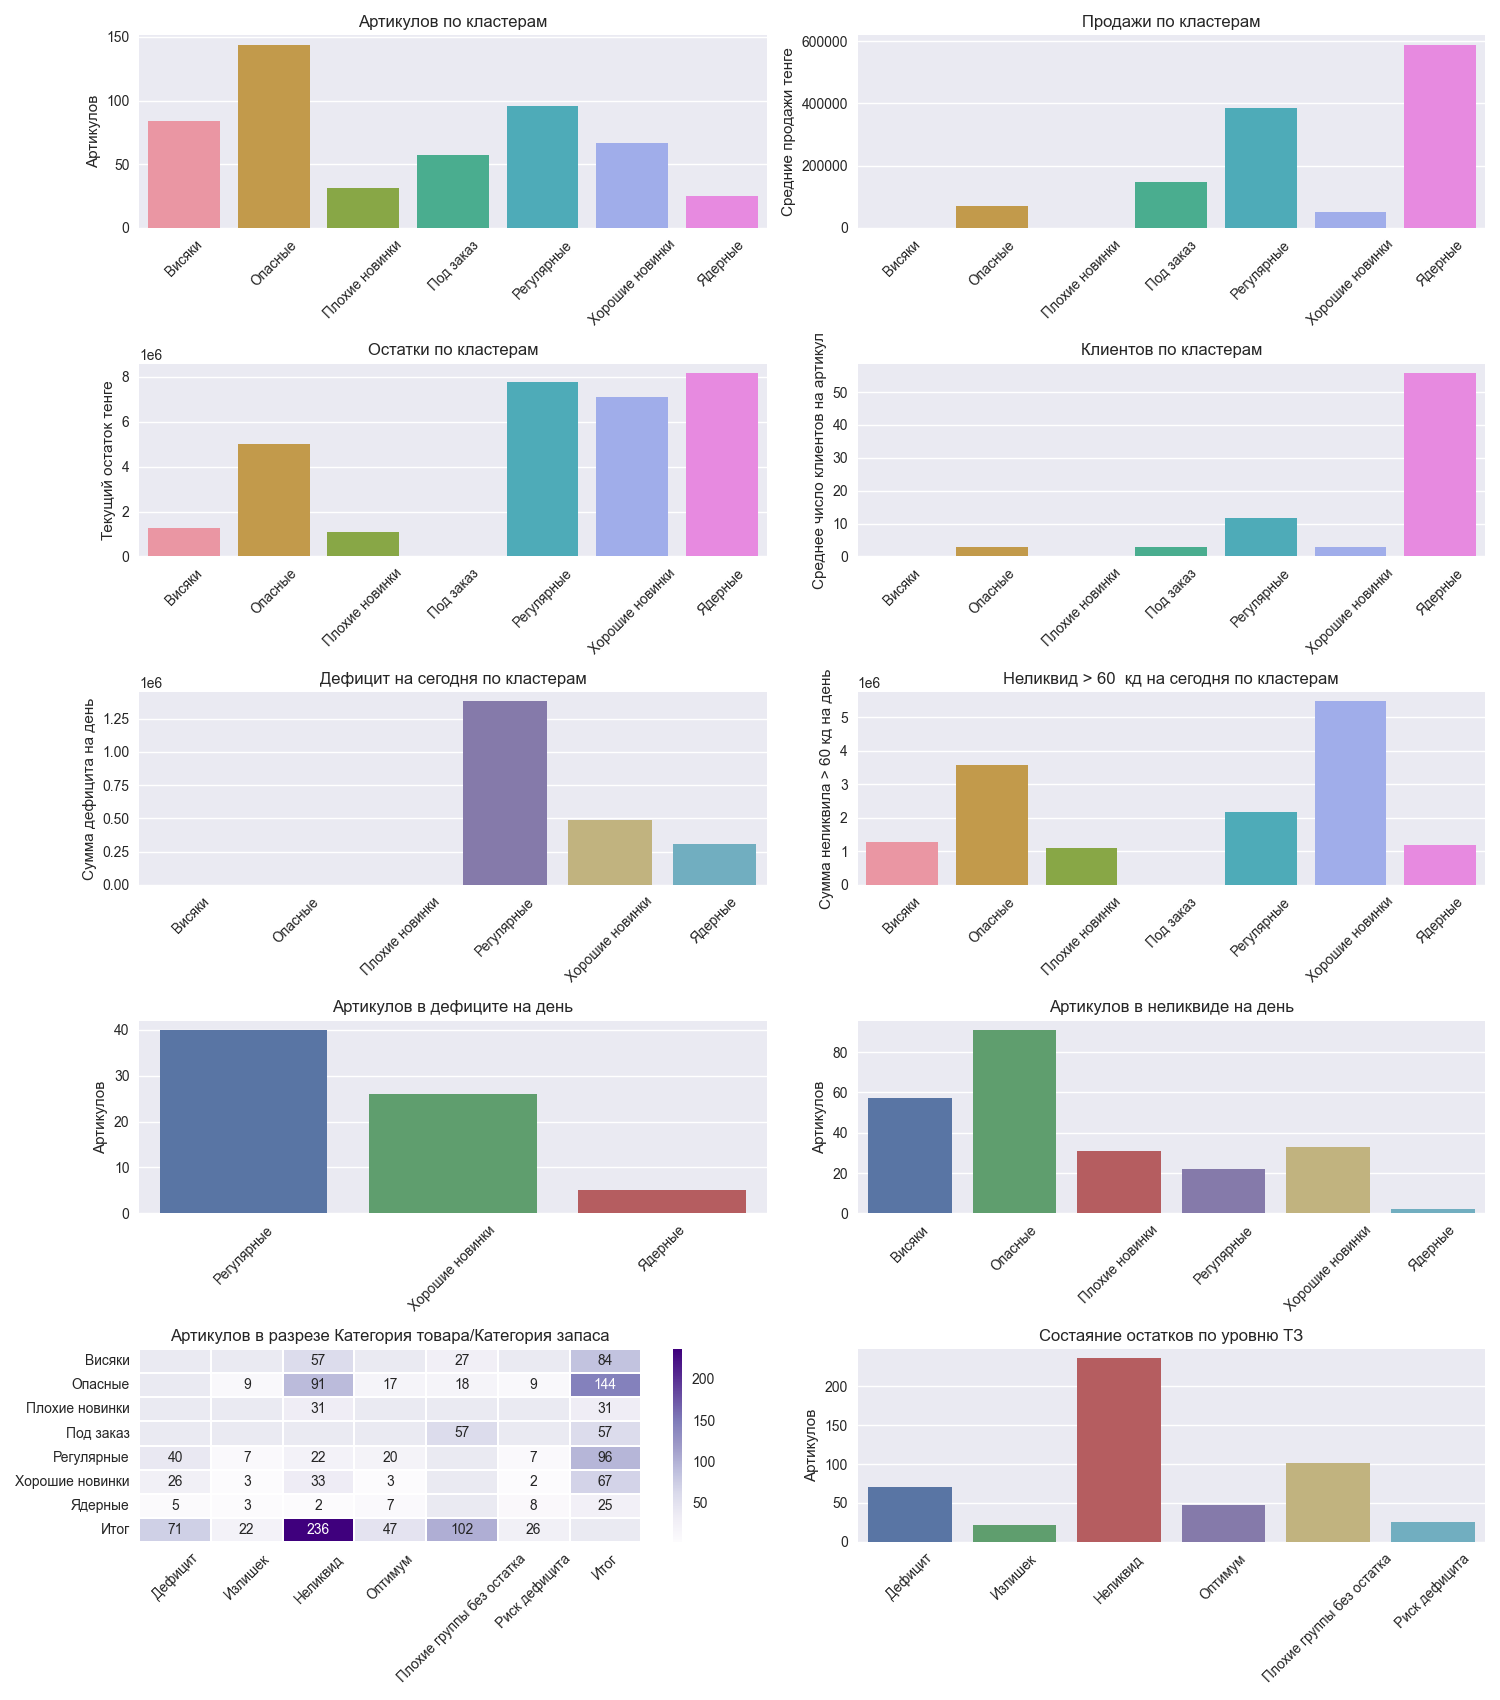 Артикулов по кластерам
Артикулов
150
100
50
0
Висяки
Опасные
Плохие новинки
Под заказ
Регулярные
Хорошие новинки
Ядерные
Продажи по кластерам
Средние продажи тенге
600000
400000
200000
0
Висяки
Опасные
Плохие новинки
Под заказ
Регулярные
Хорошие новинки
Ядерные
Остатки по кластерам
1e6
Текущий остаток тенге
8
6
4
2
0
Висяки
Опасные
Плохие новинки
Под заказ
Регулярные
Хорошие новинки
Ядерные
Клиентов по кластерам
Среднее число клиентов на артикул
50
40
30
20
10
0
Висяки
Опасные
Плохие новинки
Под заказ
Регулярные
Хорошие новинки
Ядерные
Дефицит на сегодня по кластерам
1e6
Сумма дефицита на день
1.25
1.00
0.75
0.50
0.25
0.00
Висяки
Опасные
Плохие новинки
Регулярные
Хорошие новинки
Ядерные
Неликвид > 60  кд на сегодня по кластерам
1e6
Сумма неликвила > 60 кд на день
5
4
3
2
1
0
Висяки
Опасные
Плохие новинки
Под заказ
Регулярные
Хорошие новинки
Ядерные
Артикулов в дефиците на день
Артикулов
40
30
20
10
0
Регулярные
Хорошие новинки
Ядерные
Артикулов в неликвиде на день
Артикулов
80
60
40
20
0
Висяки
Опасные
Плохие новинки
Регулярные
Хорошие новинки
Ядерные
Артикулов в разрезе Категория товара/Категория запаса
Висяки 57 27 84
Опасные 9 91 17 18 9 144
Плохие новинки 31 31
Под заказ 57 57
Регулярные 40 7 22 20 7 96
Хорошие новинки 26 3 33 3 2 67
Ядерные 5 3 2 7 8 25
Итог 71 22 236 47 102 26
Дефицит
Излишек
Неликвид
Оптимум
Плохие группы без остатка
Риск дефицита
Итог
200
150
100
50
Состаяние остатков по уровню ТЗ
Артикулов
200
150
100
50
0
Дефицит
Излишек
Неликвид
Оптимум
Плохие группы без остатка
Риск дефицита